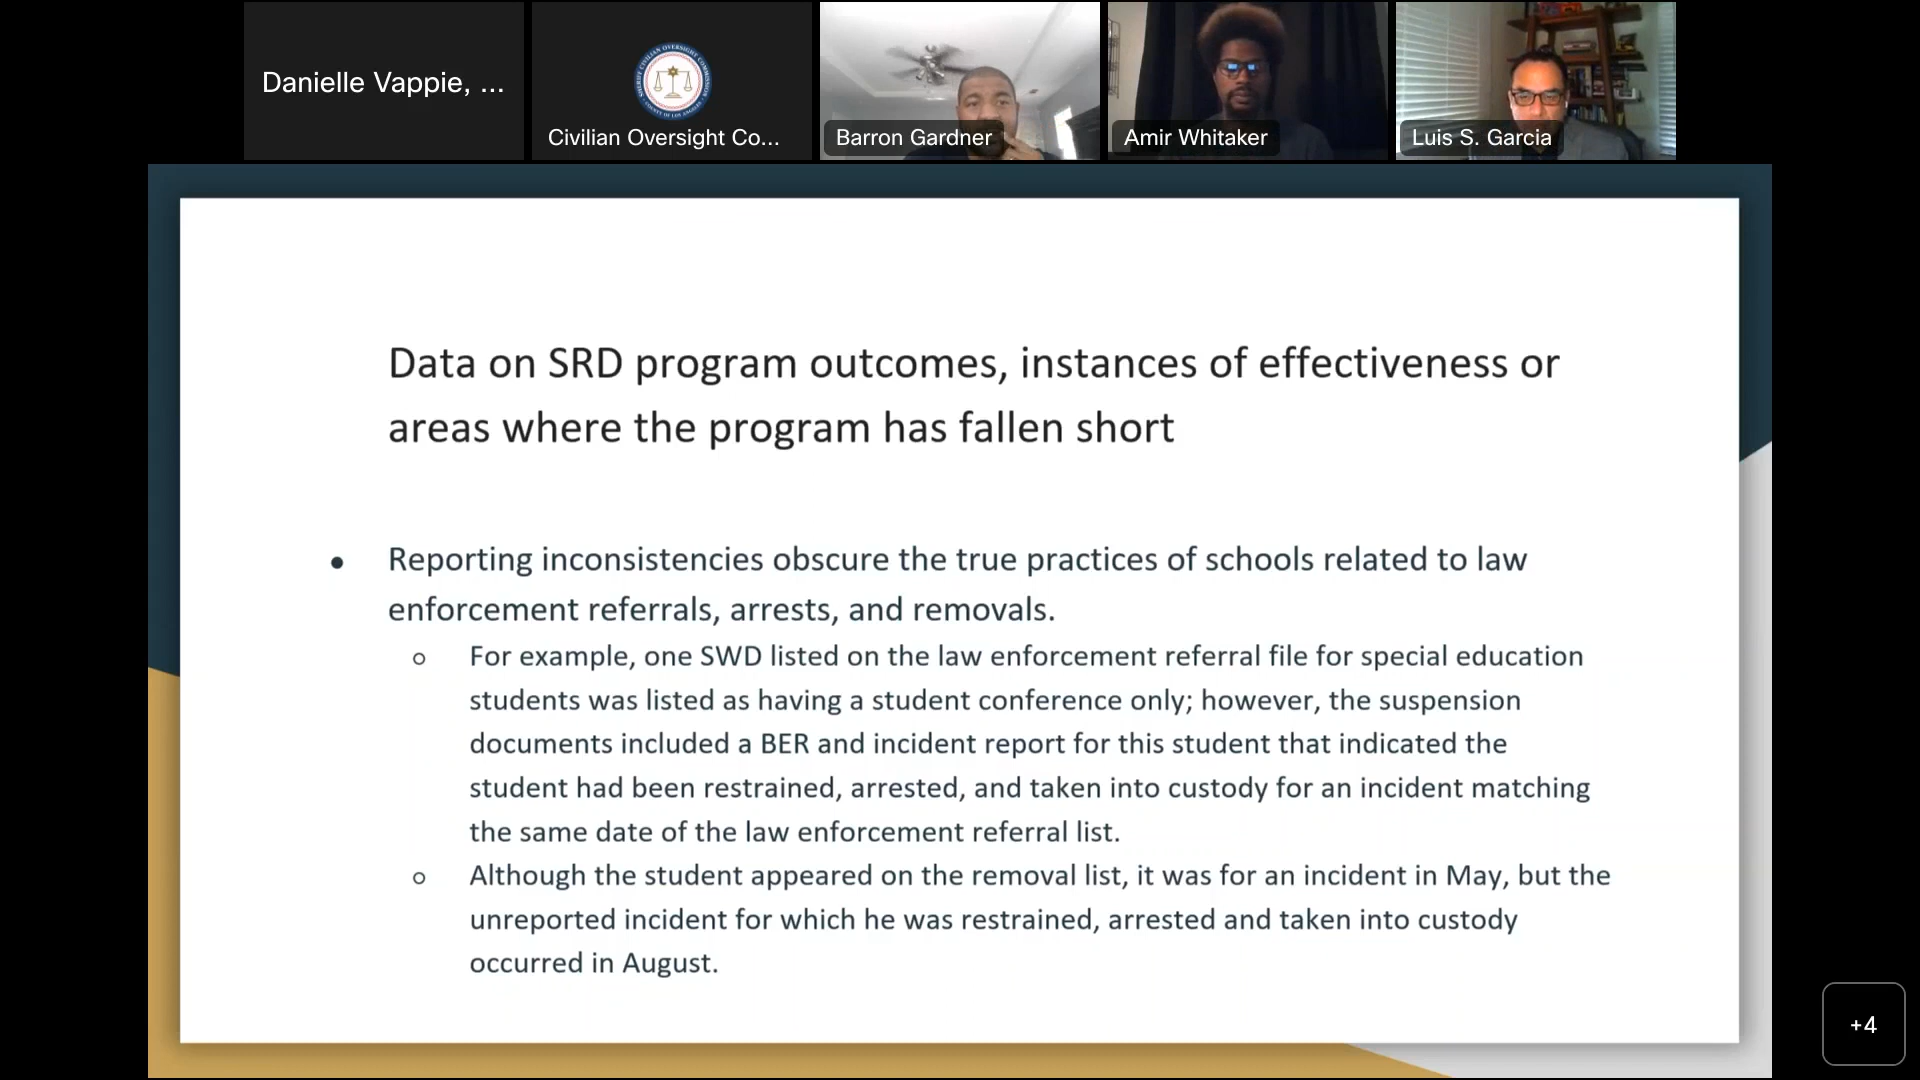 Danielle Vappie, ...
Civilian Oversight Co...
Barron Gardner
Amir Whitaker
Luis S. Garcia
Data on SRD program outcomes, instances of effectiveness or
areas where the program has fallen short
• Reporting inconsistencies obscure the true practices of schools related to law
enforcement referrals, arrests, and removals.
o For example, one SWD listed on the law enforcement referral file for special education
students was listed as having a student conference only; however, the suspension
documents included a BER and incident report for this student that indicated the
student had been restrained, arrested, and taken into custody for an incident matching
the same date of the law enforcement referral list.
o Although the student appeared on the removal list, it was for an incident in May, but the
unreported incident for which he was restrained, arrested and taken into custody
occurred in August.
+4